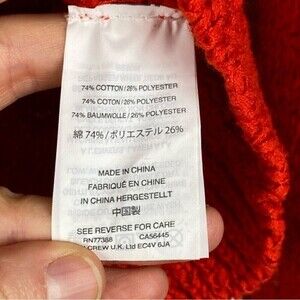 74% COTTON/26% POLYESTER
74% COTON/26% POLYESTER
74% BAUMWOLLE/26% POLYESTER
綿 74%/ポリエステル 26%
MADE IN CHINA
FABRIQUÉ EN CHINE
IN CHINA HERGESTELLT
中国製
SEE REVERSE FOR CARE
RN77388 CA56445
CREW U.K. Ltd EC4V 6JA